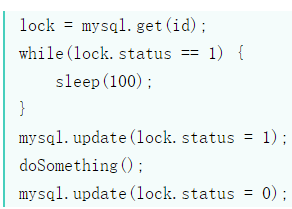 lock = mysql.get(id);
while(lock.status == 1) {
    sleep(100);
}
mysql.update(lock.status = 1);
doSomething();
mysql.update(lock.status = 0);